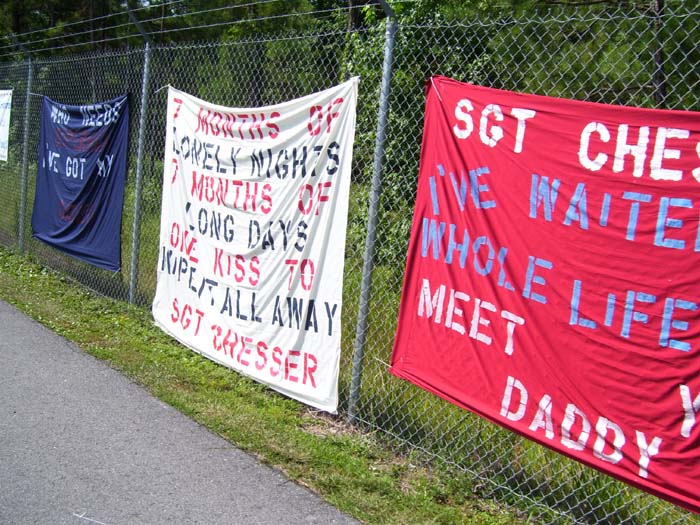 WHO NEEDS
I'VE GOT MY
7 MONTHS OF
LONELY NIGHTS
7 MONTHS OF
LONG DAYS
ONE KISS TO
WIPE IT ALL AWAY
SGT CHESSER
SGT CHES
I'VE WAITE
WHOLE LIFE
MEET Y
DADDY